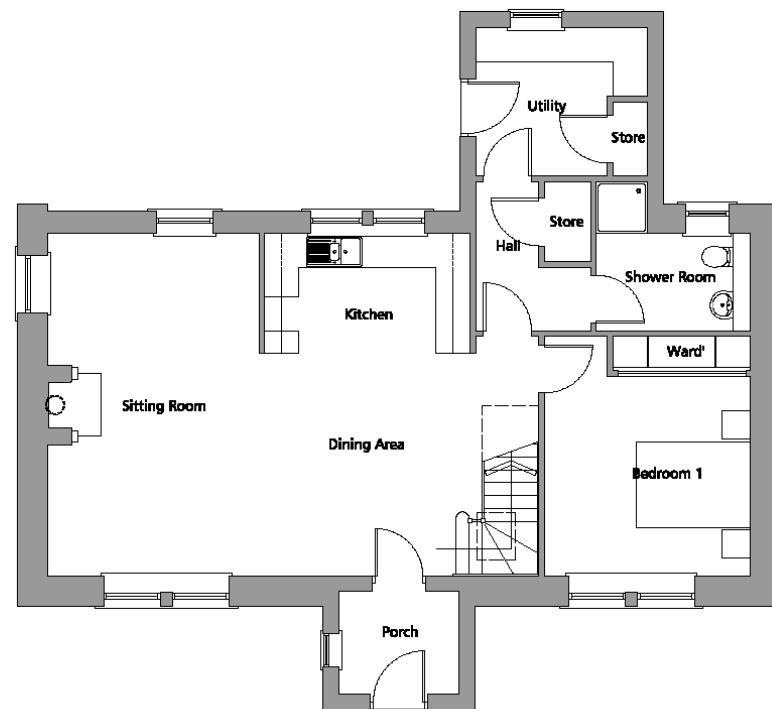 Utility
Store
Store
Hall
Shower Room
Kitchen
Ward'
Sitting Room
Dining Area
Bedroom 1
Porch